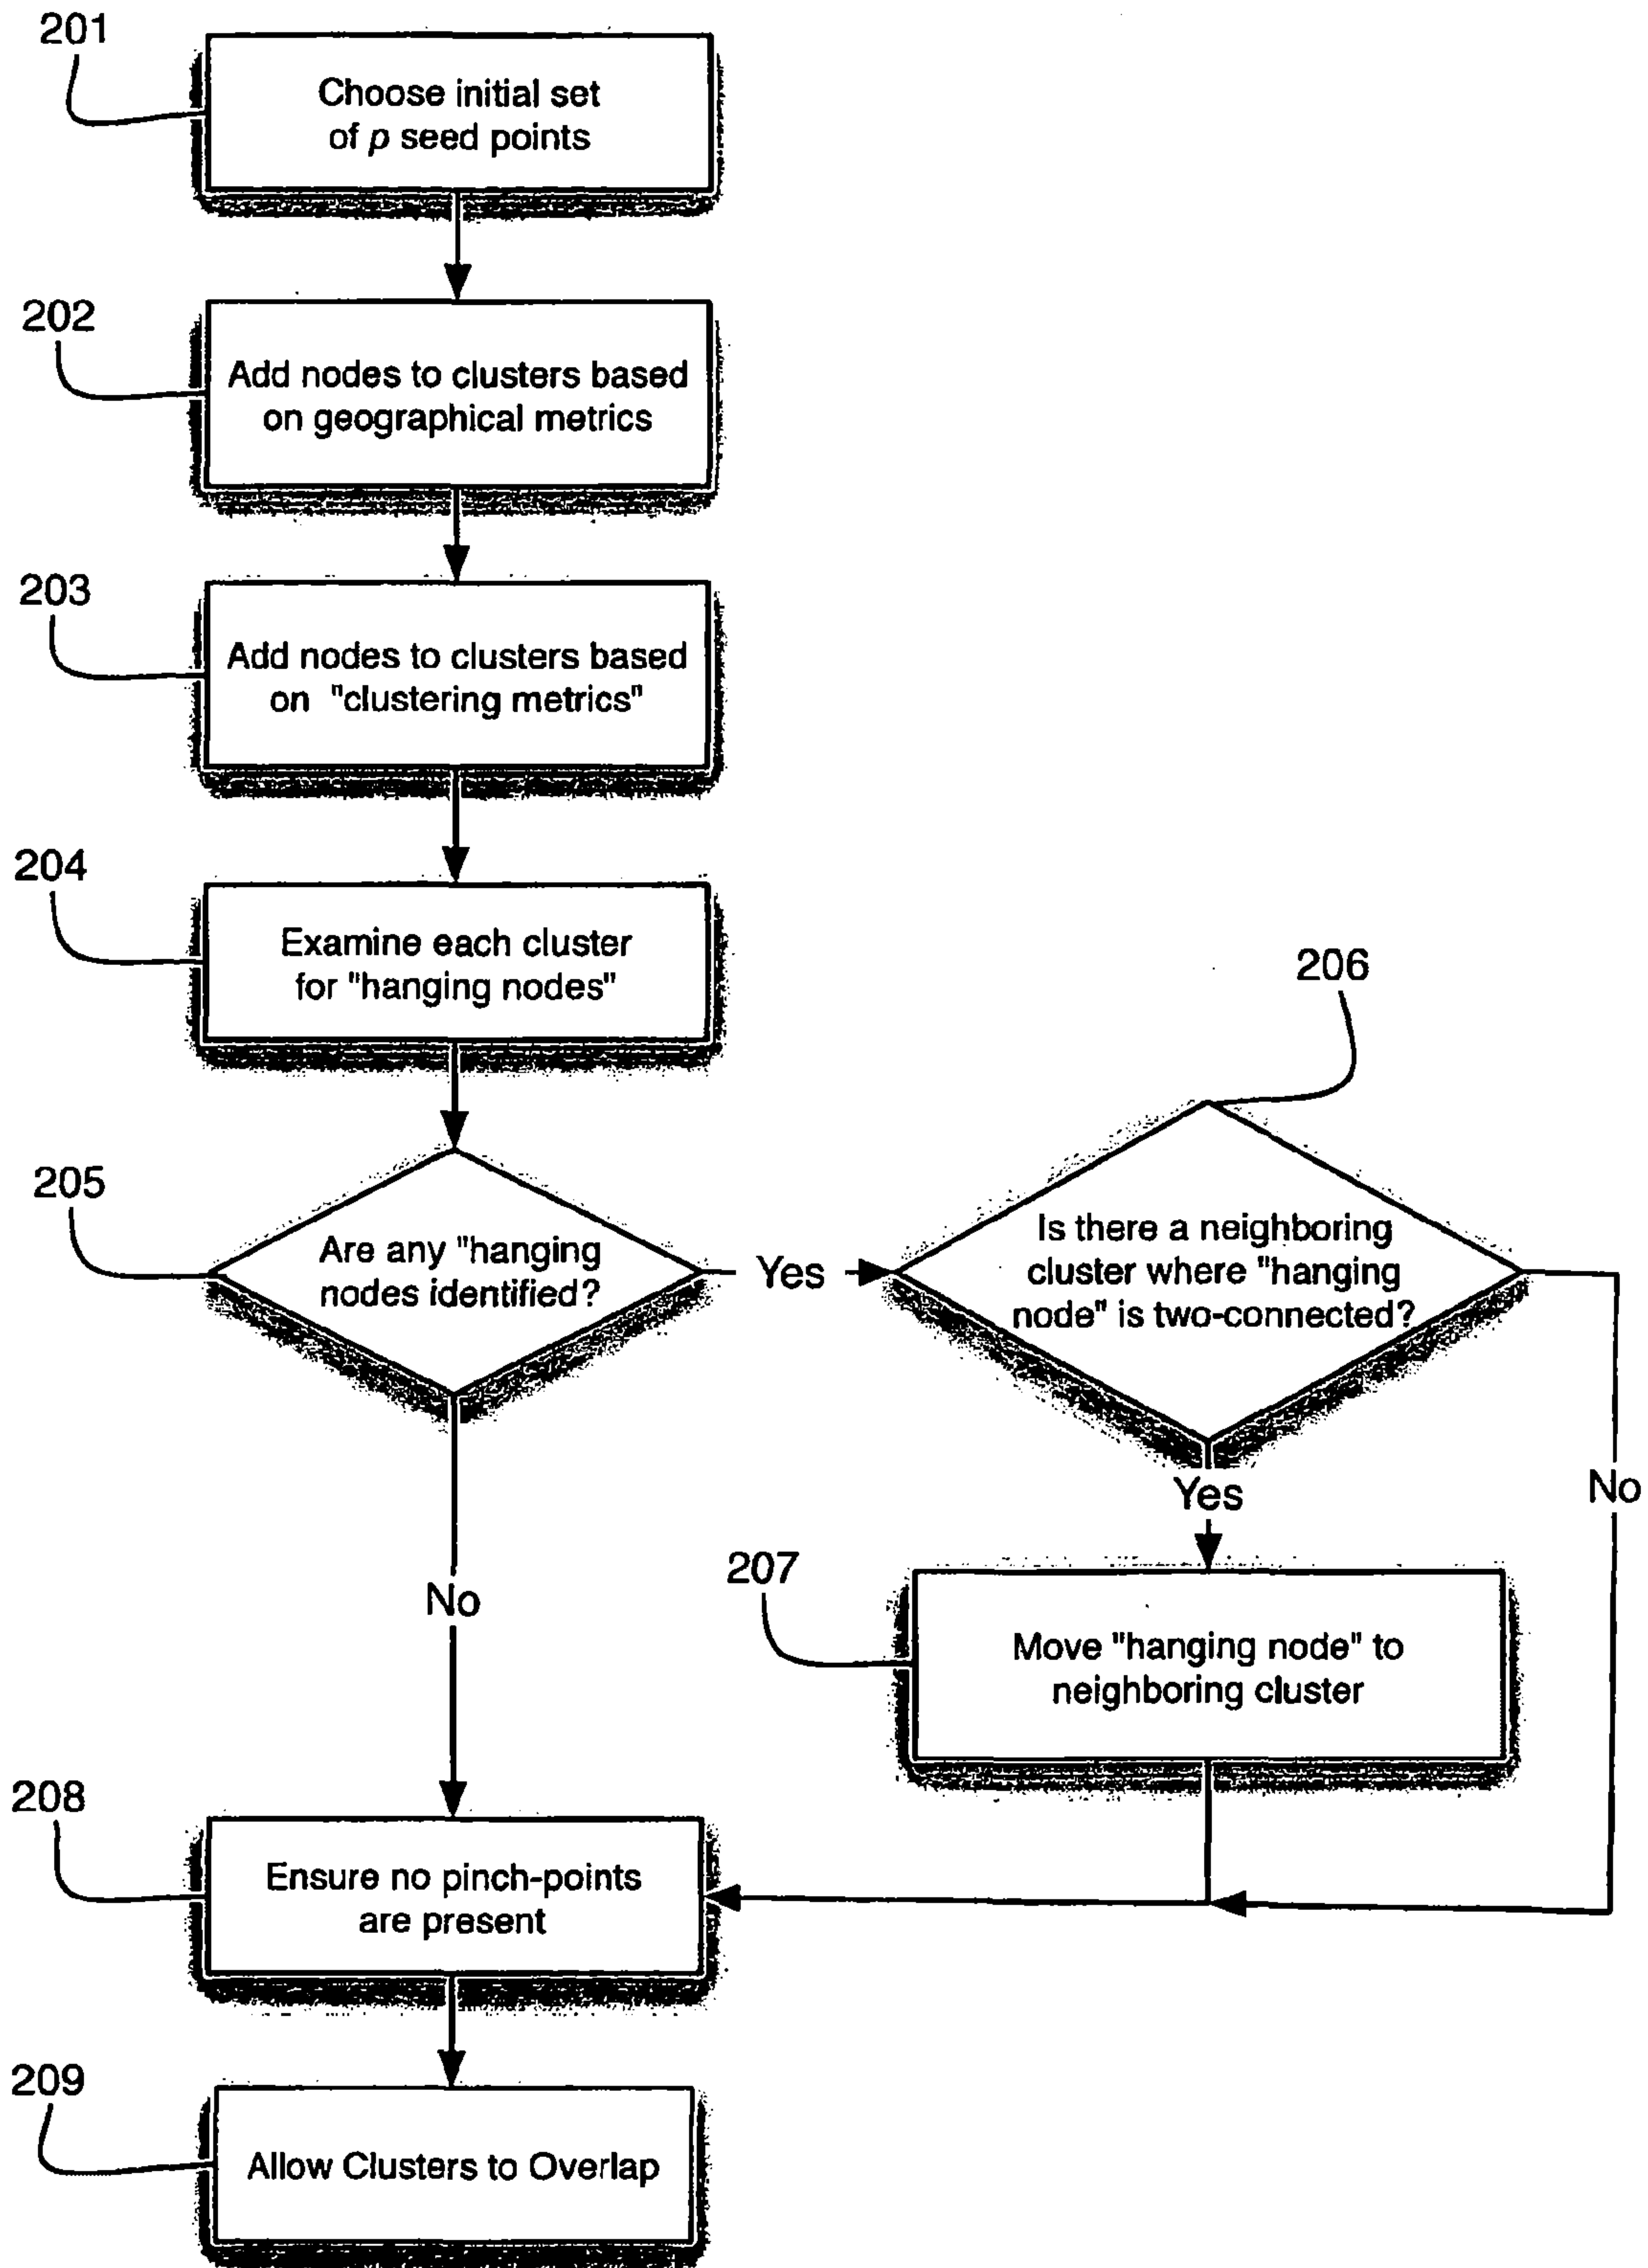 201
Choose initial set
of p seed points
202
Add nodes to clusters based
on geographical metrics
203
Add nodes to clusters based
on "clustering metrics"
204
Examine each cluster
for "hanging nodes"
205
Are any "hanging
nodes identified?
Yes
206
Is there a neighboring
cluster where "hanging
node" is two-connected?
Yes
No
207
Move "hanging node" to
neighboring cluster
No
208
Ensure no pinch-points
are present
209
Allow Clusters to Overlap